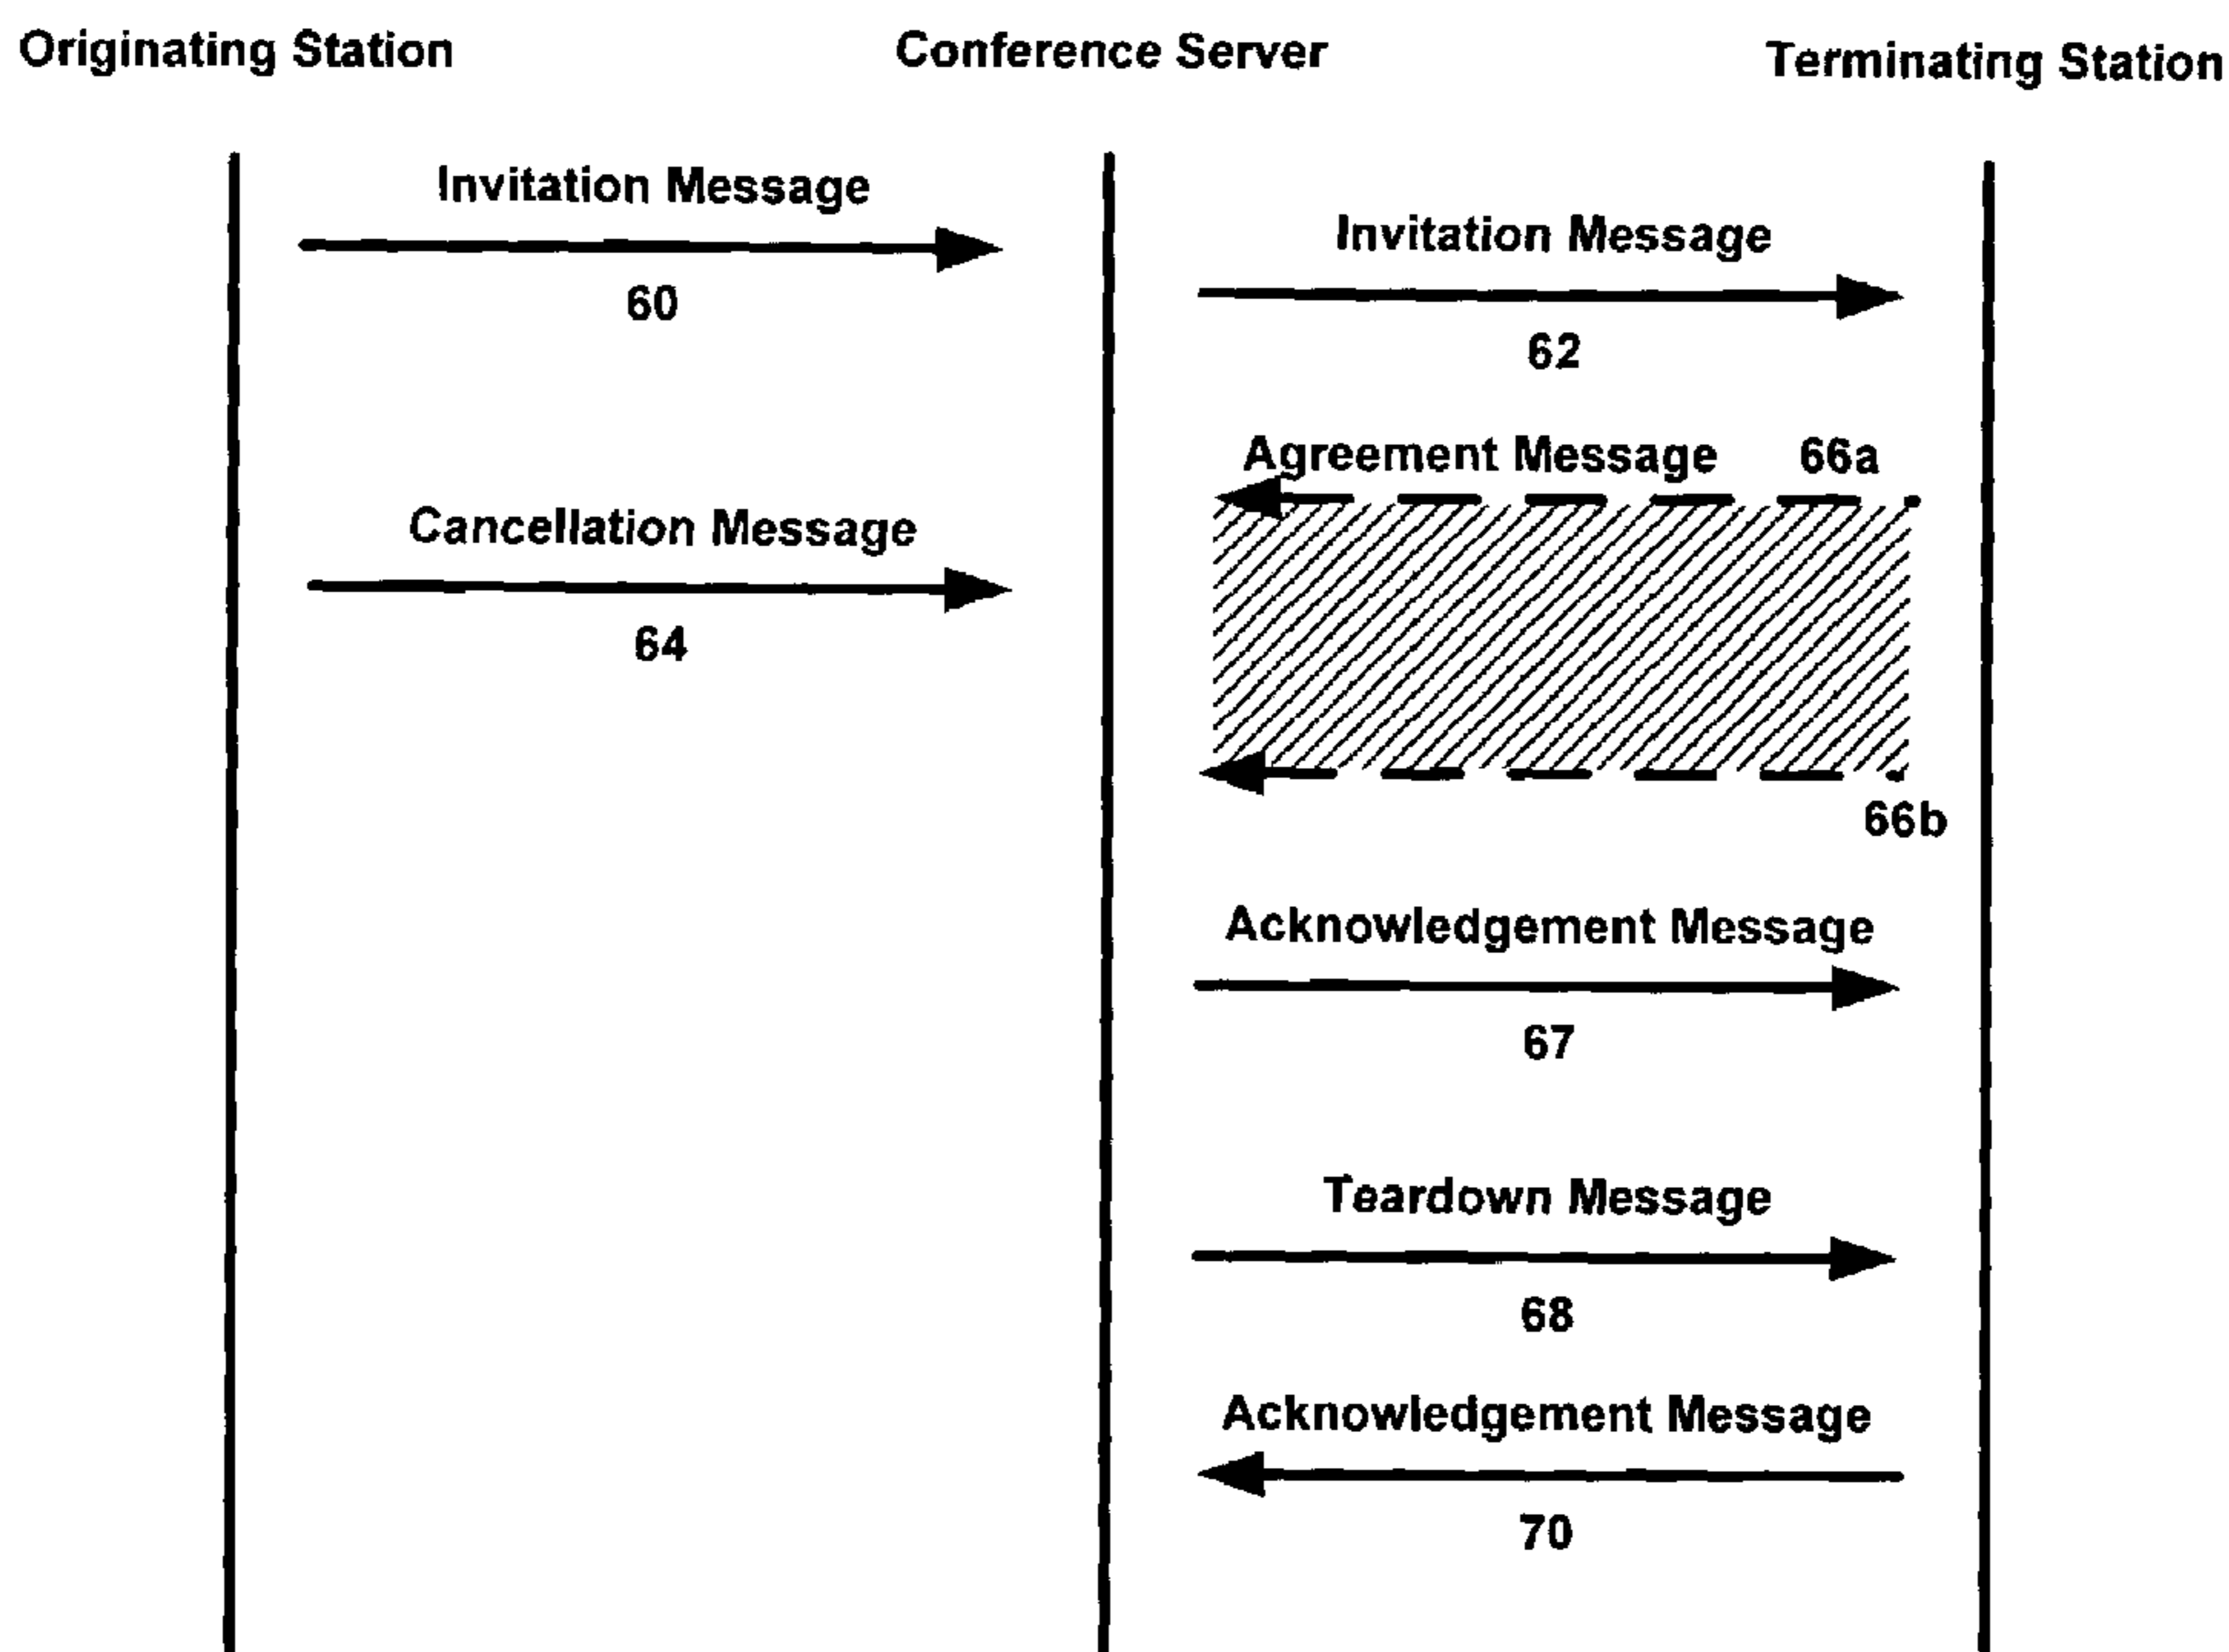 Originating Station
Conference Server
Terminating Station
Invitation Message
60
Invitation Message
62
Agreement Message 66a
Cancellation Message
64
66b
Acknowledgement Message
67
Teardown Message
68
Acknowledgement Message
70